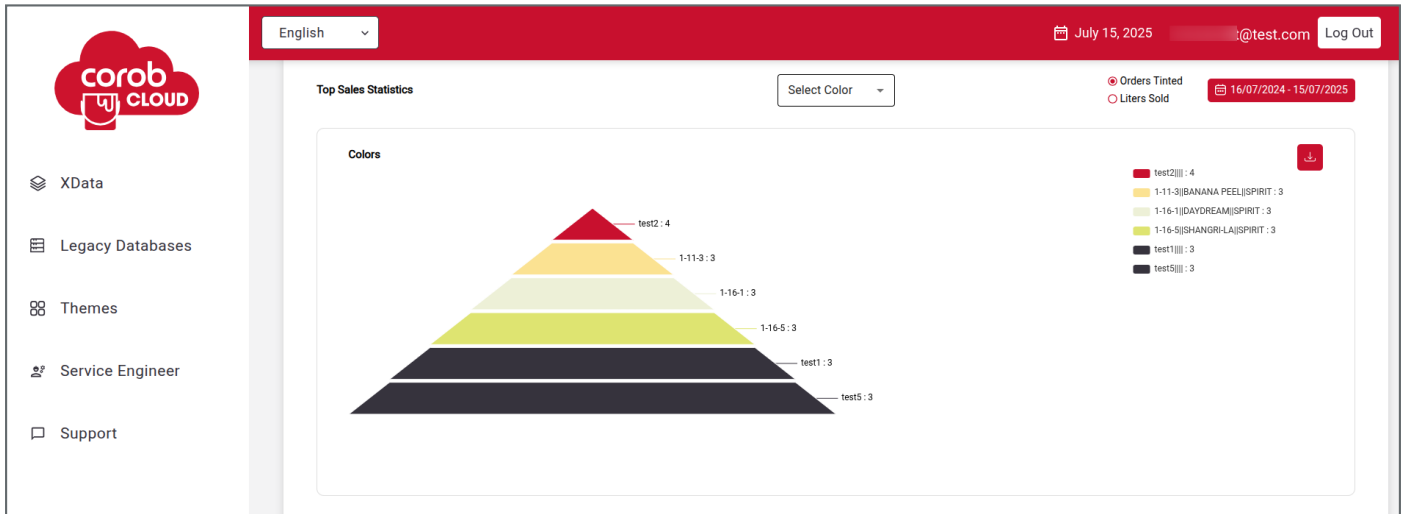 corob
CLOUD
English
July 15, 2025
:@test.com
Log Out
XData
Legacy Databases
Themes
Service Engineer
Support
Top Sales Statistics
Select Color
Orders Tinted
Liters Sold
16/07/2024 - 15/07/2025
Colors
test2 : 4
1-11-3 : 3
1-16-1 : 3
1-16-5 : 3
test1 : 3
test5 : 3
test2|||| : 4
1-11-3||BANANA PEEL||SPIRIT : 3
1-16-1||DAYDREAM||SPIRIT : 3
1-16-5||SHANGRI-LA||SPIRIT : 3
test1|||| : 3
test5|||| : 3